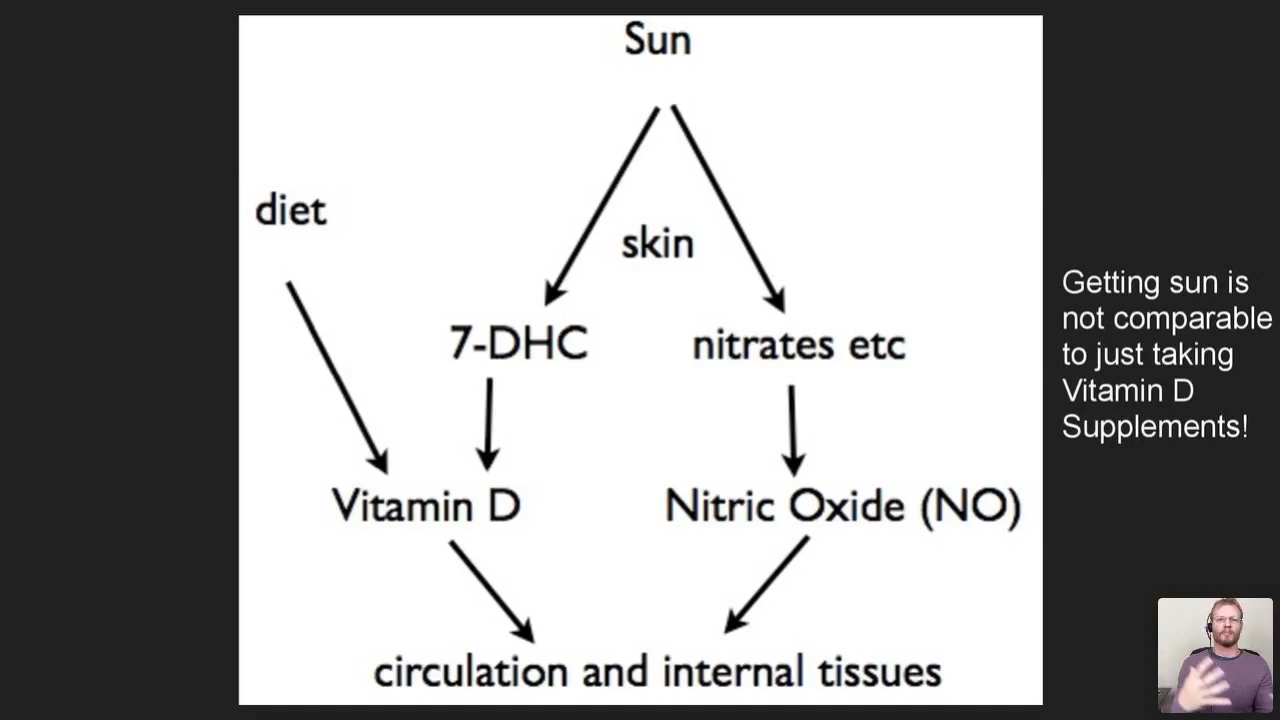 Sun
diet
skin
7-DHC
nitrates etc
Vitamin D
Nitric Oxide (NO)
circulation and internal tissues
Getting sun is
not comparable
to just taking
Vitamin D
Supplements!